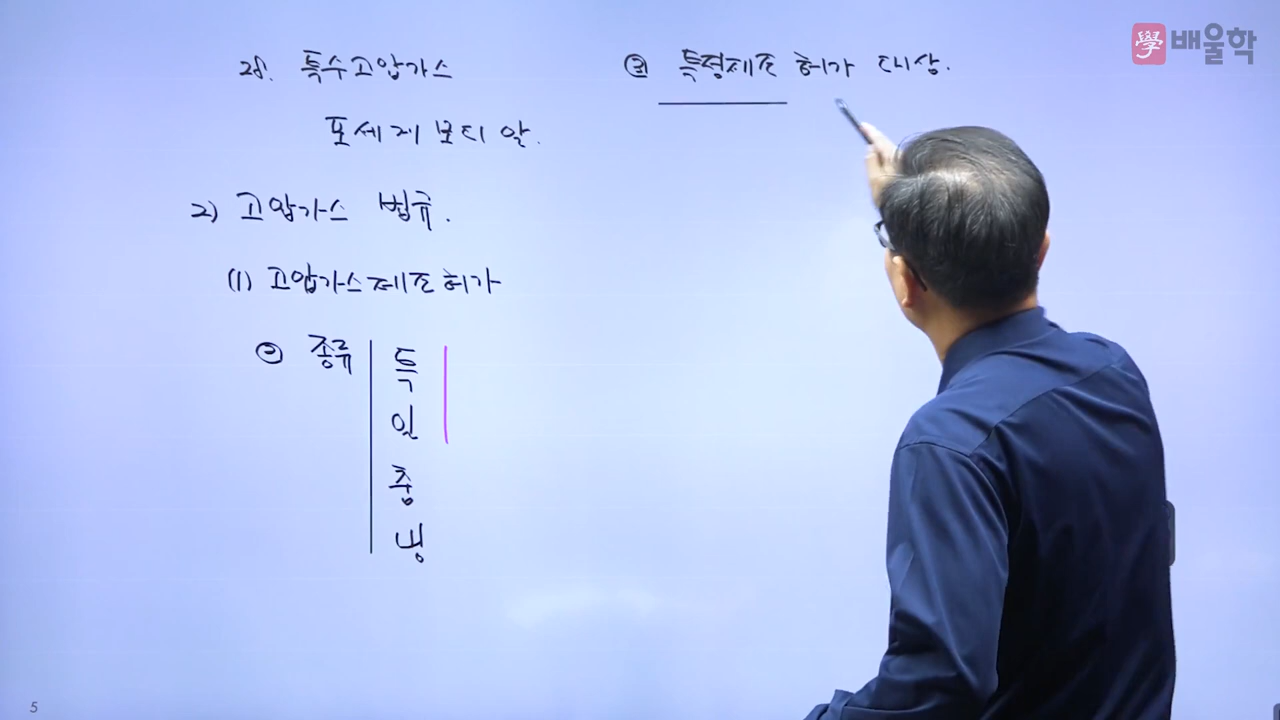 28. 특수고압가스
포세게모디알.
2) 고압가스 법규.
(1) 고압가스제조허가
② 종류
특
일
충
냉
③ 특정제조 허가 대상.
學 배울학
5